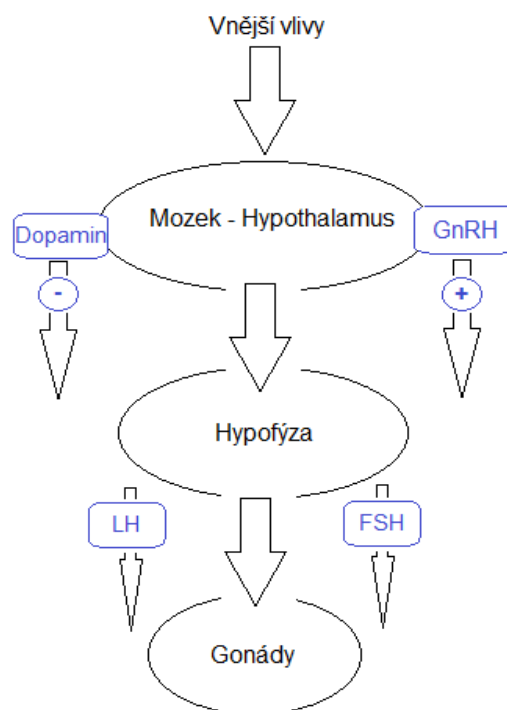 Vnější vlivy
Mozek - Hypothalamus
Dopamin
GnRH
-
+
Hypofýza
LH
FSH
Gonády